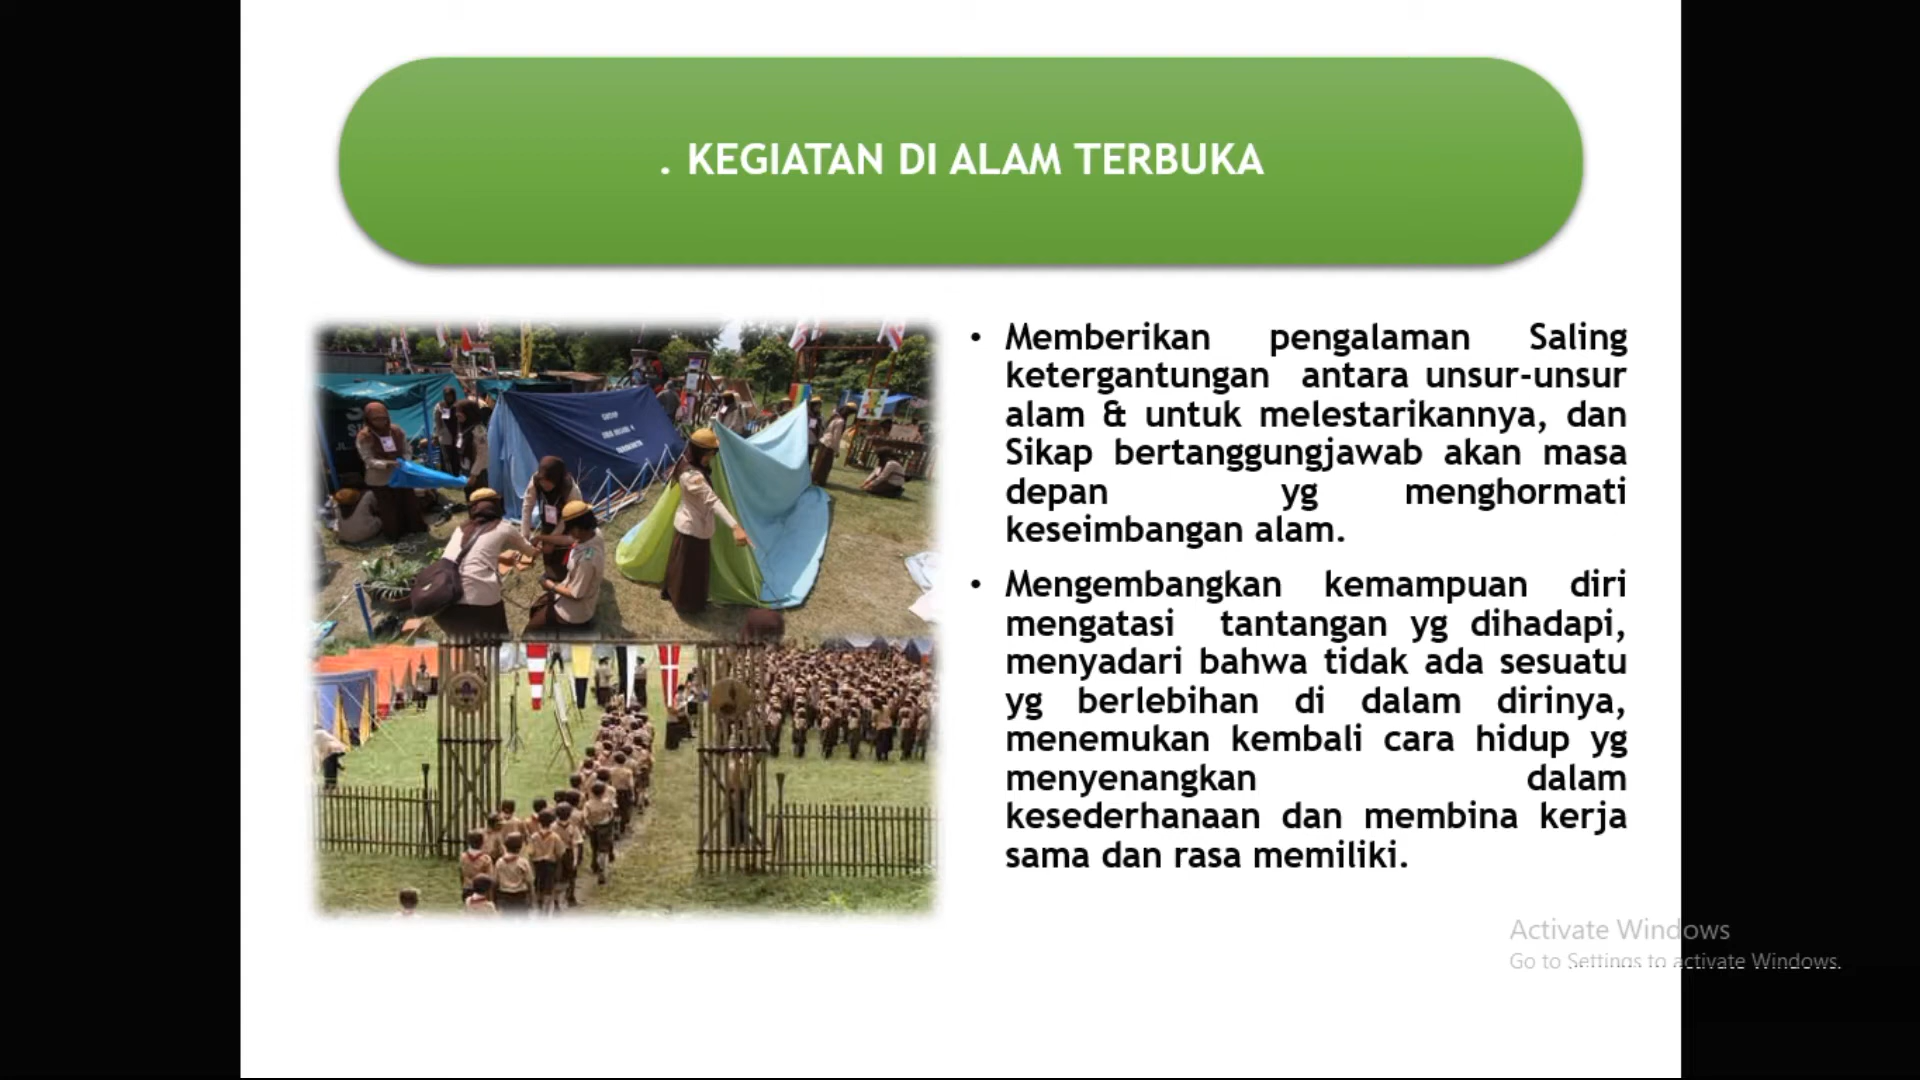 . KEGIATAN DI ALAM TERBUKA
• Memberikan pengalaman Saling
ketergantungan antara unsur-unsur
alam & untuk melestarikannya, dan
Sikap bertanggungjawab akan masa
depan yg menghormati
keseimbangan alam.
• Mengembangkan kemampuan diri
mengatasi tantangan yg dihadapi,
menyadari bahwa tidak ada sesuatu
yg berlebihan di dalam dirinya,
menemukan kembali cara hidup yg
menyenangkan dalam
kesederhanaan dan membina kerja
sama dan rasa memiliki.
Activate Windows
Go to Settings to activate Windows.